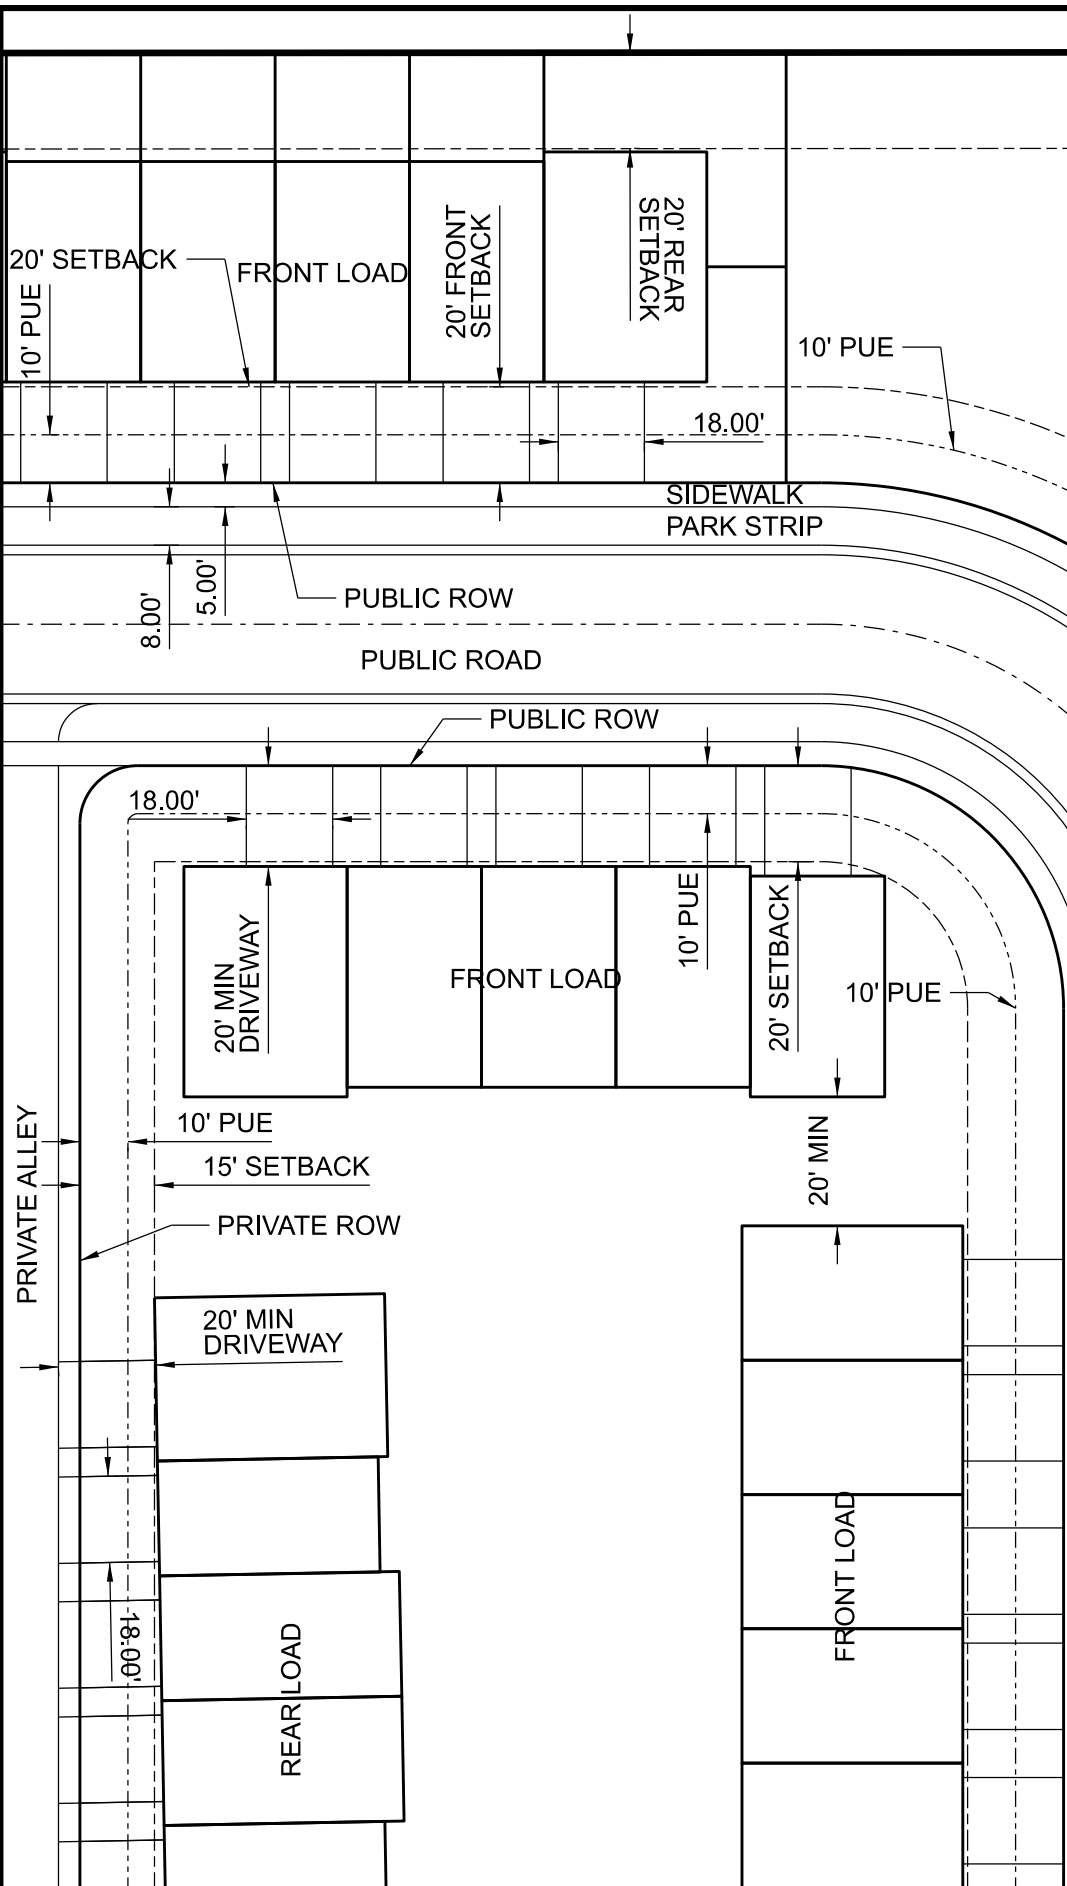 20' SETBACK
FRONT LOAD
10' PUE
20' FRONT
SETBACK
20' REAR
SETBACK
10' PUE
18.00'
SIDEWALK
PARK STRIP
8.00'
5.00'
PUBLIC ROW
PUBLIC ROAD
PUBLIC ROW
18.00'
20' MIN
DRIVEWAY
FRONT LOAD
10' PUE
20' SETBACK
10' PUE
PRIVATE ALLEY
10' PUE
15' SETBACK
PRIVATE ROW
20' MIN
20' MIN
DRIVEWAY
18.00'
REAR LOAD
FRONT LOAD